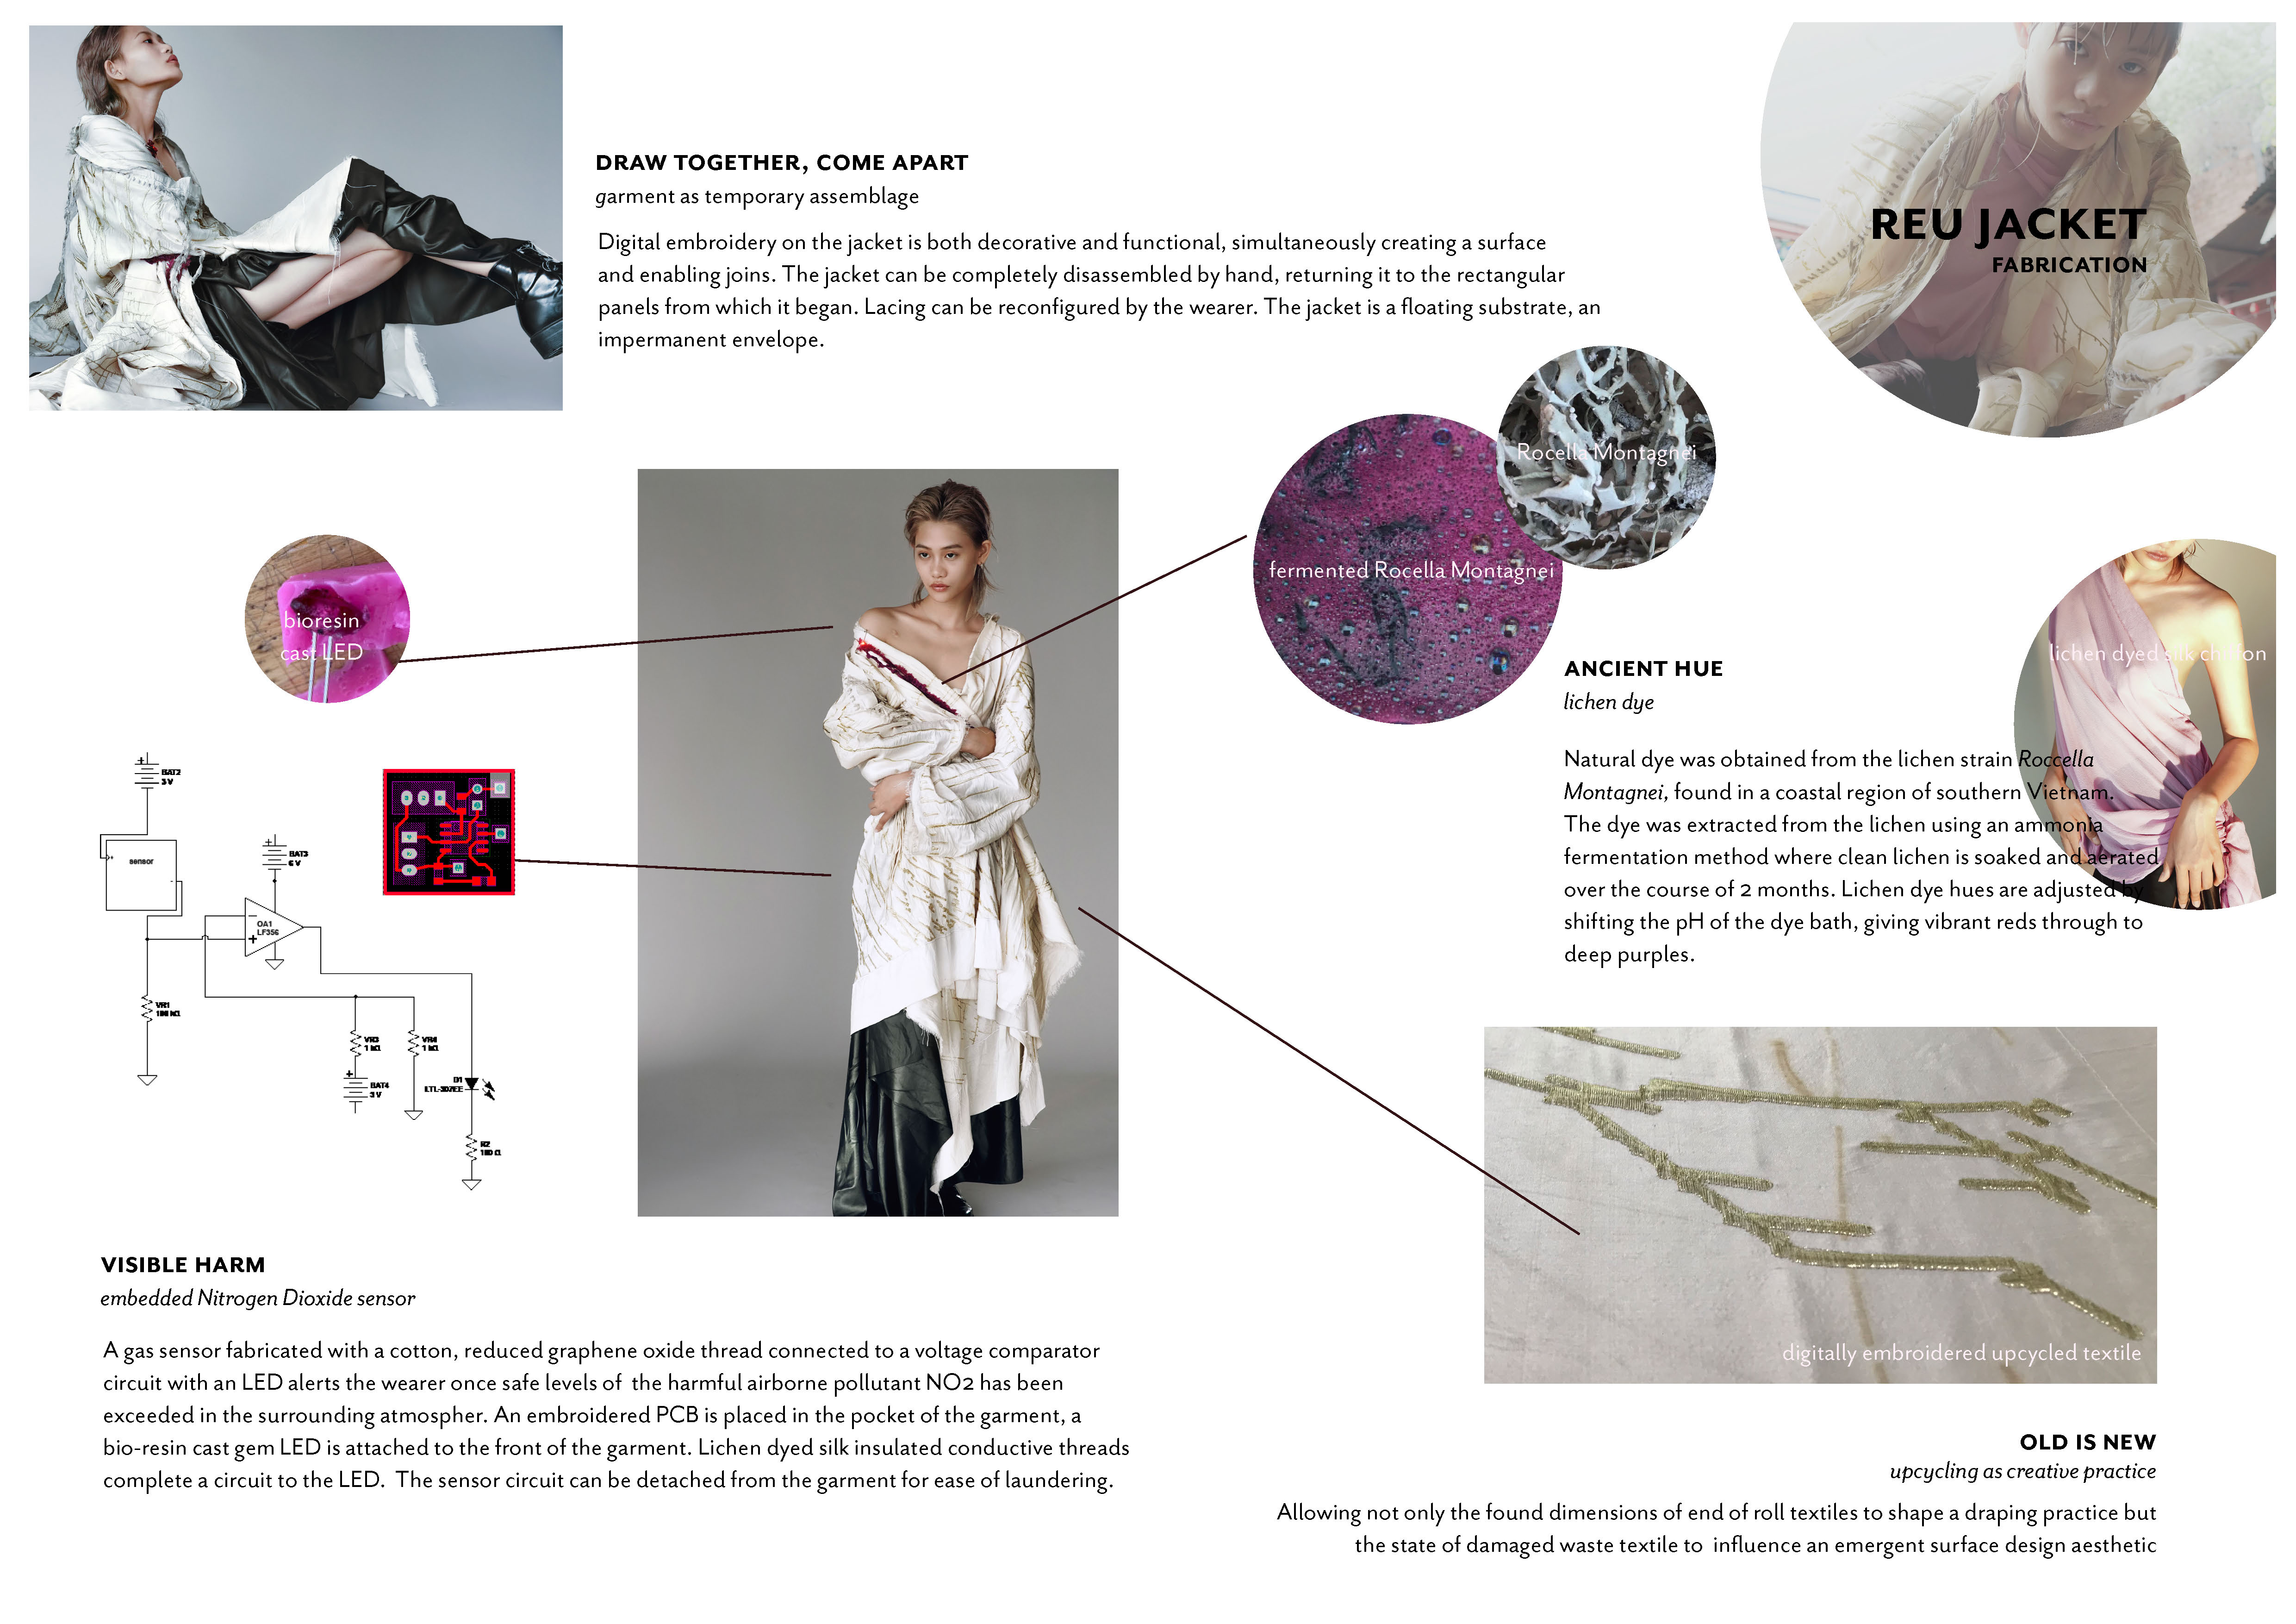 DRAW TOGETHER, COME APART
garment as temporary assemblage
Digital embroidery on the jacket is both decorative and functional, simultaneously creating a surface
and enabling joins. The jacket can be completely disassembled by hand, returning it to the rectangular
panels from which it began. Lacing can be reconfigured by the wearer. The jacket is a floating substrate, an
impermanent envelope.
REU JACKET
FABRICATION
Rocella Montagnei
fermented Rocella Montagnei
bioresin
cast LED
lichen dyed silk chiffon
ANCIENT HUE
lichen dye
Natural dye was obtained from the lichen strain Roccella
Montagnei, found in a coastal region of southern Vietnam.
The dye was extracted from the lichen using an ammonia
fermentation method where clean lichen is soaked and aerated
over the course of 2 months. Lichen dye hues are adjusted by
shifting the pH of the dye bath, giving vibrant reds through to
deep purples.
BAT2
3 V
sensor
BAT3
6 V
OA1
LF356
VR1
100 kΩ
VR3
1 kΩ
VR4
1 kΩ
BAT4
3 V
D1
LTL-307EE
R2
100 Ω
VISIBLE HARM
embedded Nitrogen Dioxide sensor
A gas sensor fabricated with a cotton, reduced graphene oxide thread connected to a voltage comparator
circuit with an LED alerts the wearer once safe levels of  the harmful airborne pollutant NO2 has been
exceeded in the surrounding atmospher. An embroidered PCB is placed in the pocket of the garment, a
bio-resin cast gem LED is attached to the front of the garment. Lichen dyed silk insulated conductive threads
complete a circuit to the LED.  The sensor circuit can be detached from the garment for ease of laundering.
digitally embroidered upcycled textile
OLD IS NEW
upcycling as creative practice
Allowing not only the found dimensions of end of roll textiles to shape a draping practice but
the state of damaged waste textile to  influence an emergent surface design aesthetic